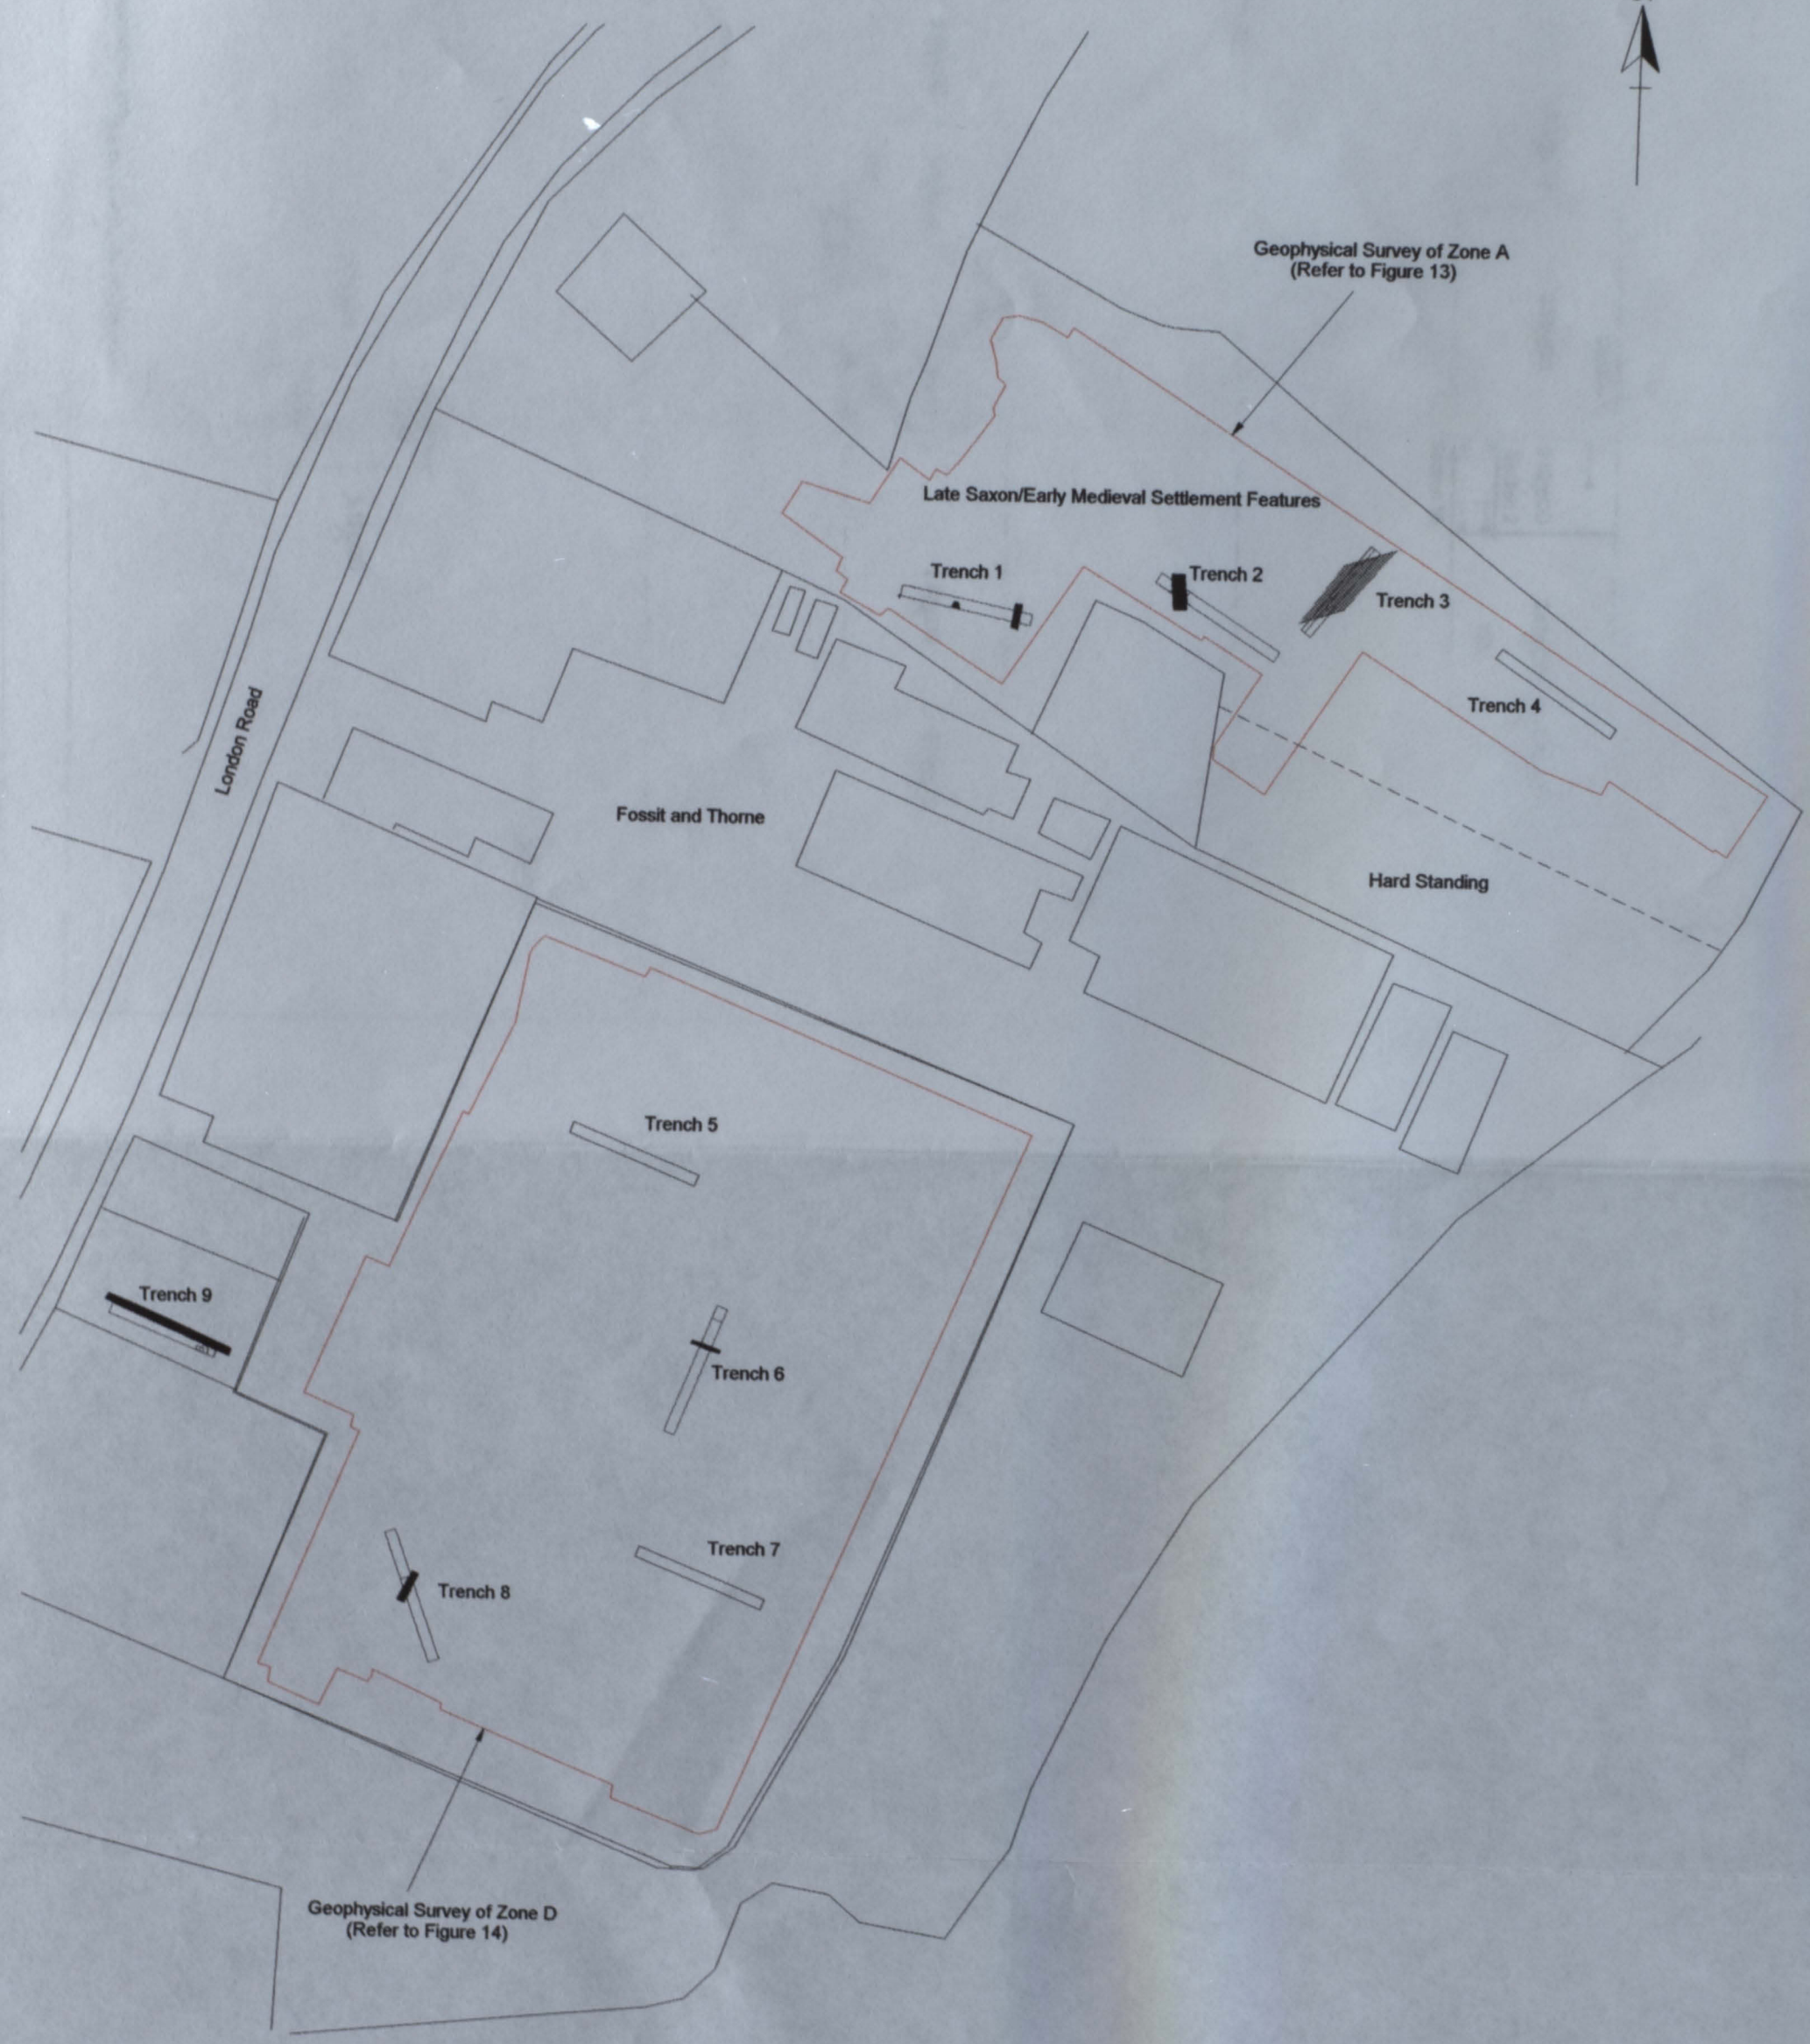 Geophysical Survey of Zone A
(Refer to Figure 13)
Late Saxon/Early Medieval Settlement Features
Trench 1
Trench 2
Trench 3
Trench 4
London Road
Fossit and Thorne
Hard Standing
Trench 5
Trench 9
Trench 6
Trench 7
Trench 8
Geophysical Survey of Zone D
(Refer to Figure 14)